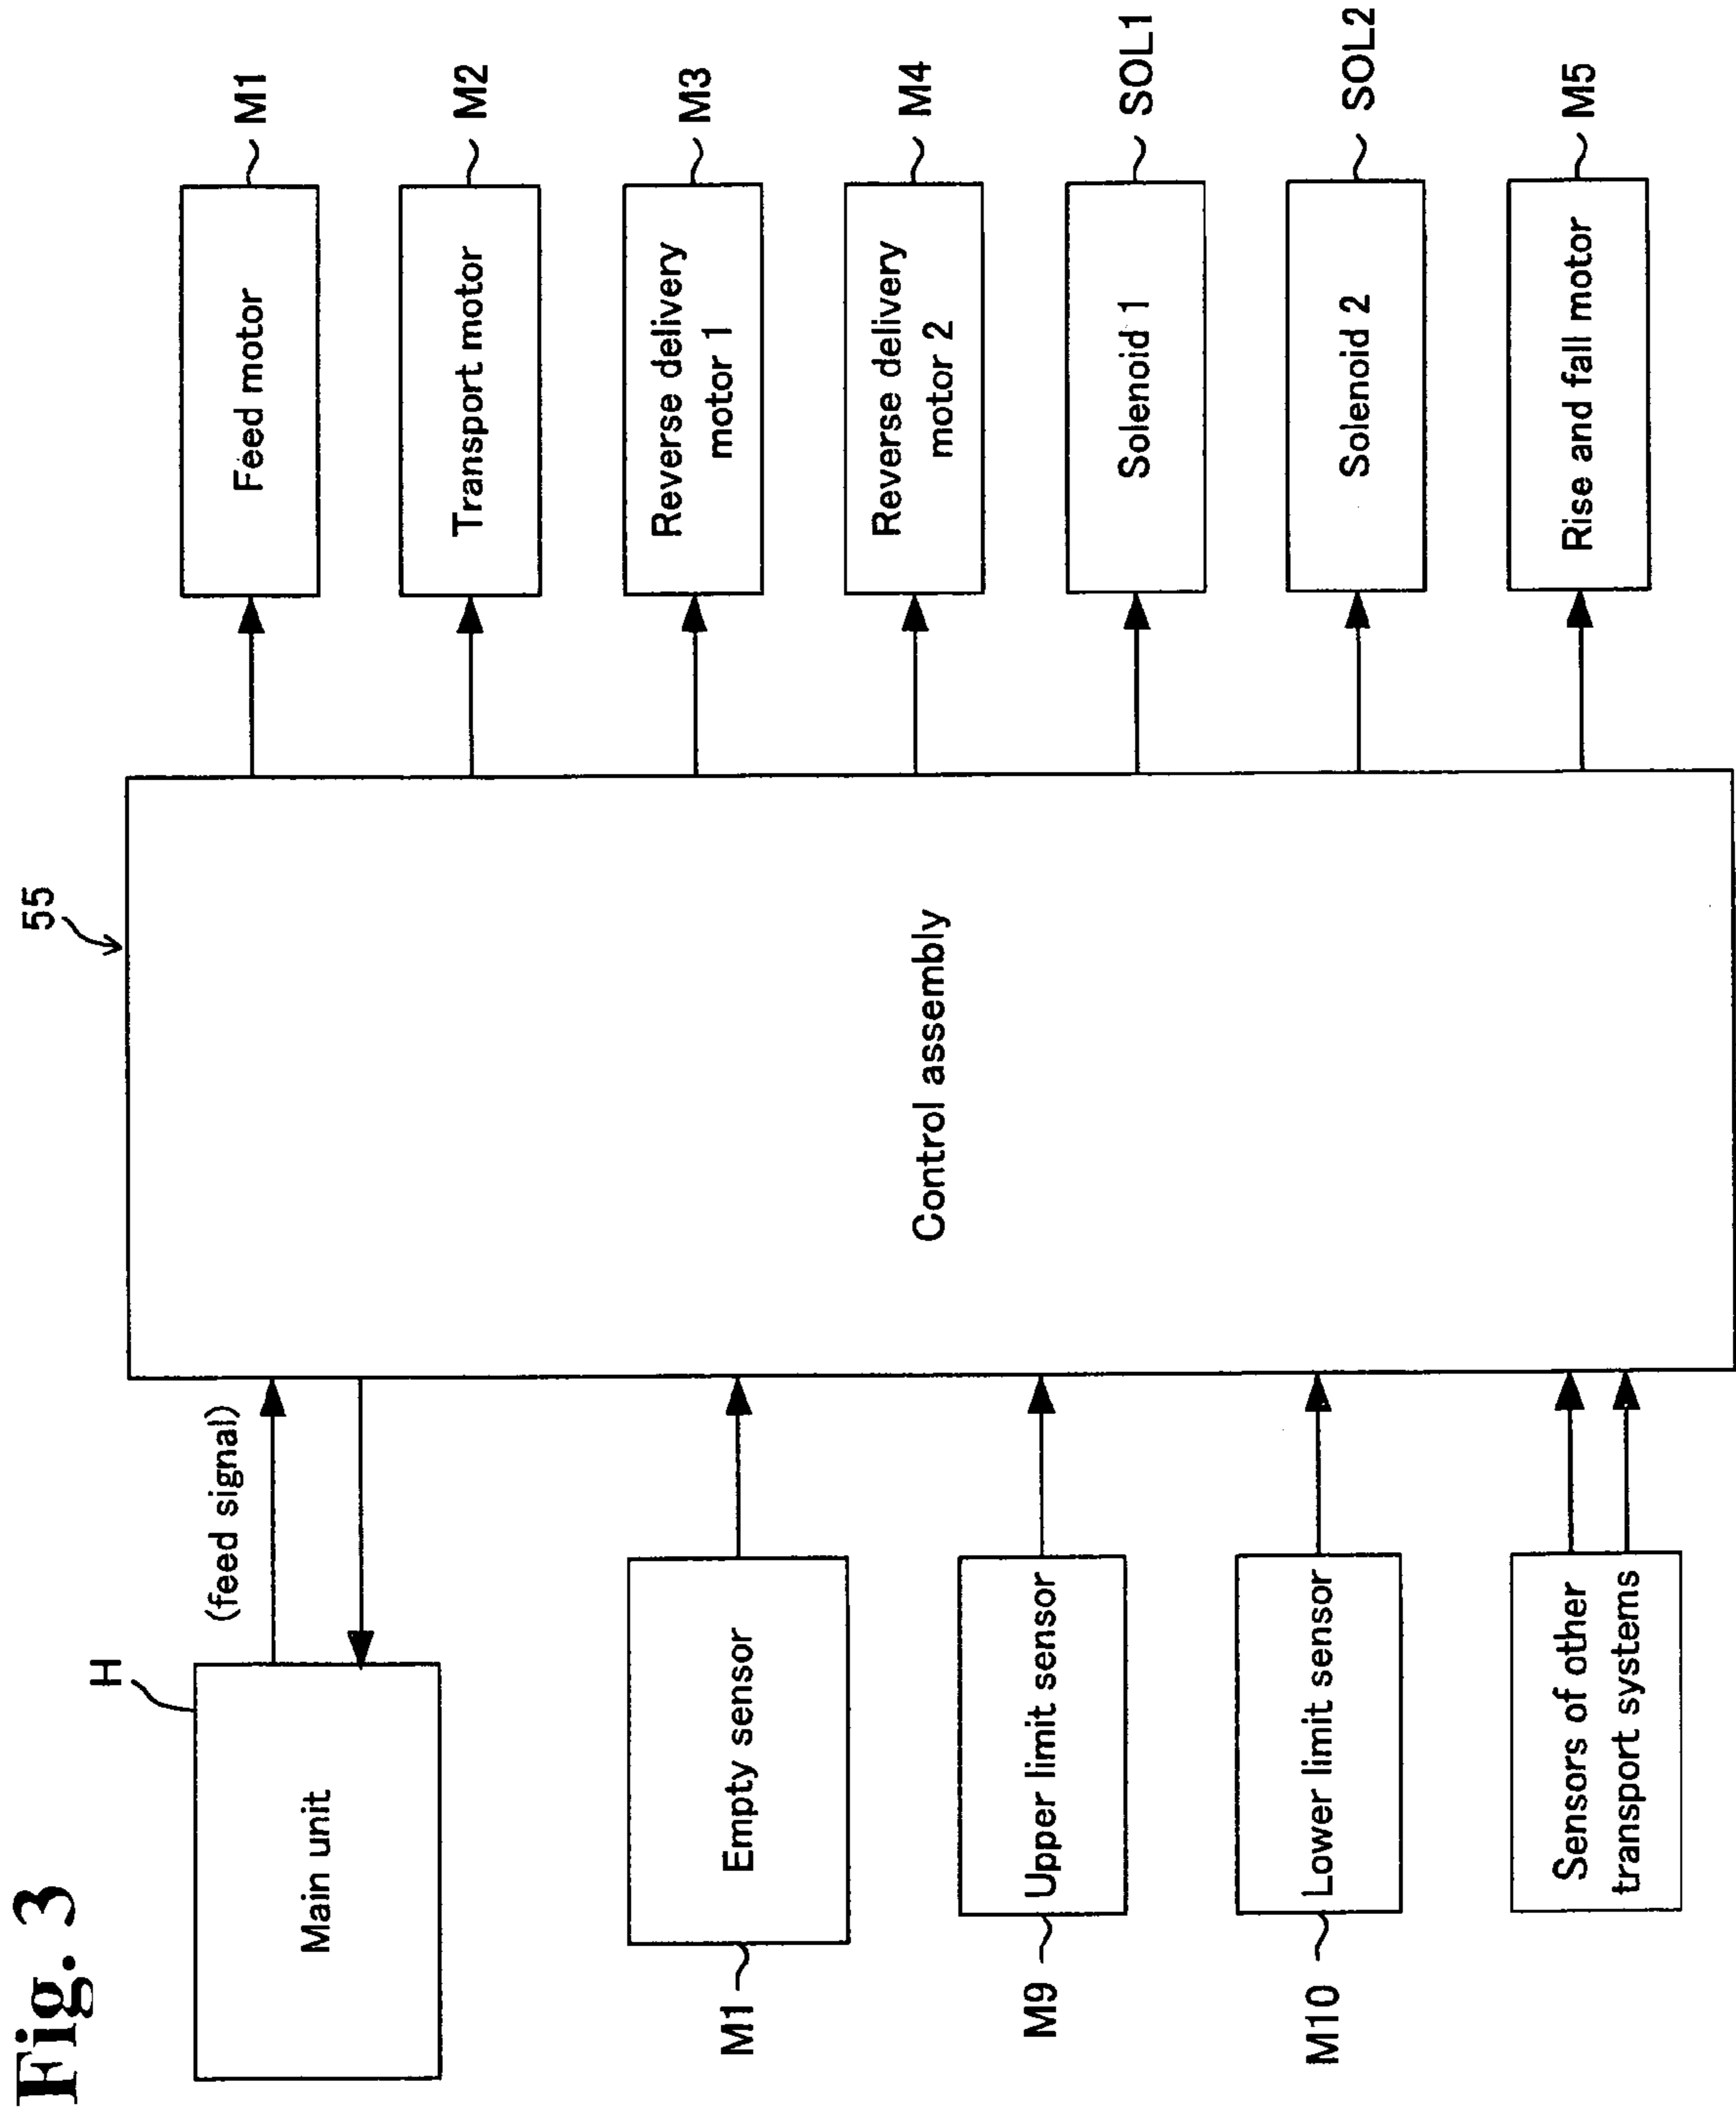 Fig. 3
55
H
Main unit
(feed signal)
M1
Empty sensor
M9
Upper limit sensor
M10
Lower limit sensor
Sensors of other
transport systems
Control assembly
Feed motor
M1
Transport motor
M2
Reverse delivery
motor 1
M3
Reverse delivery
motor 2
M4
Solenoid 1
SOL1
Solenoid 2
SOL2
Rise and fall motor
M5